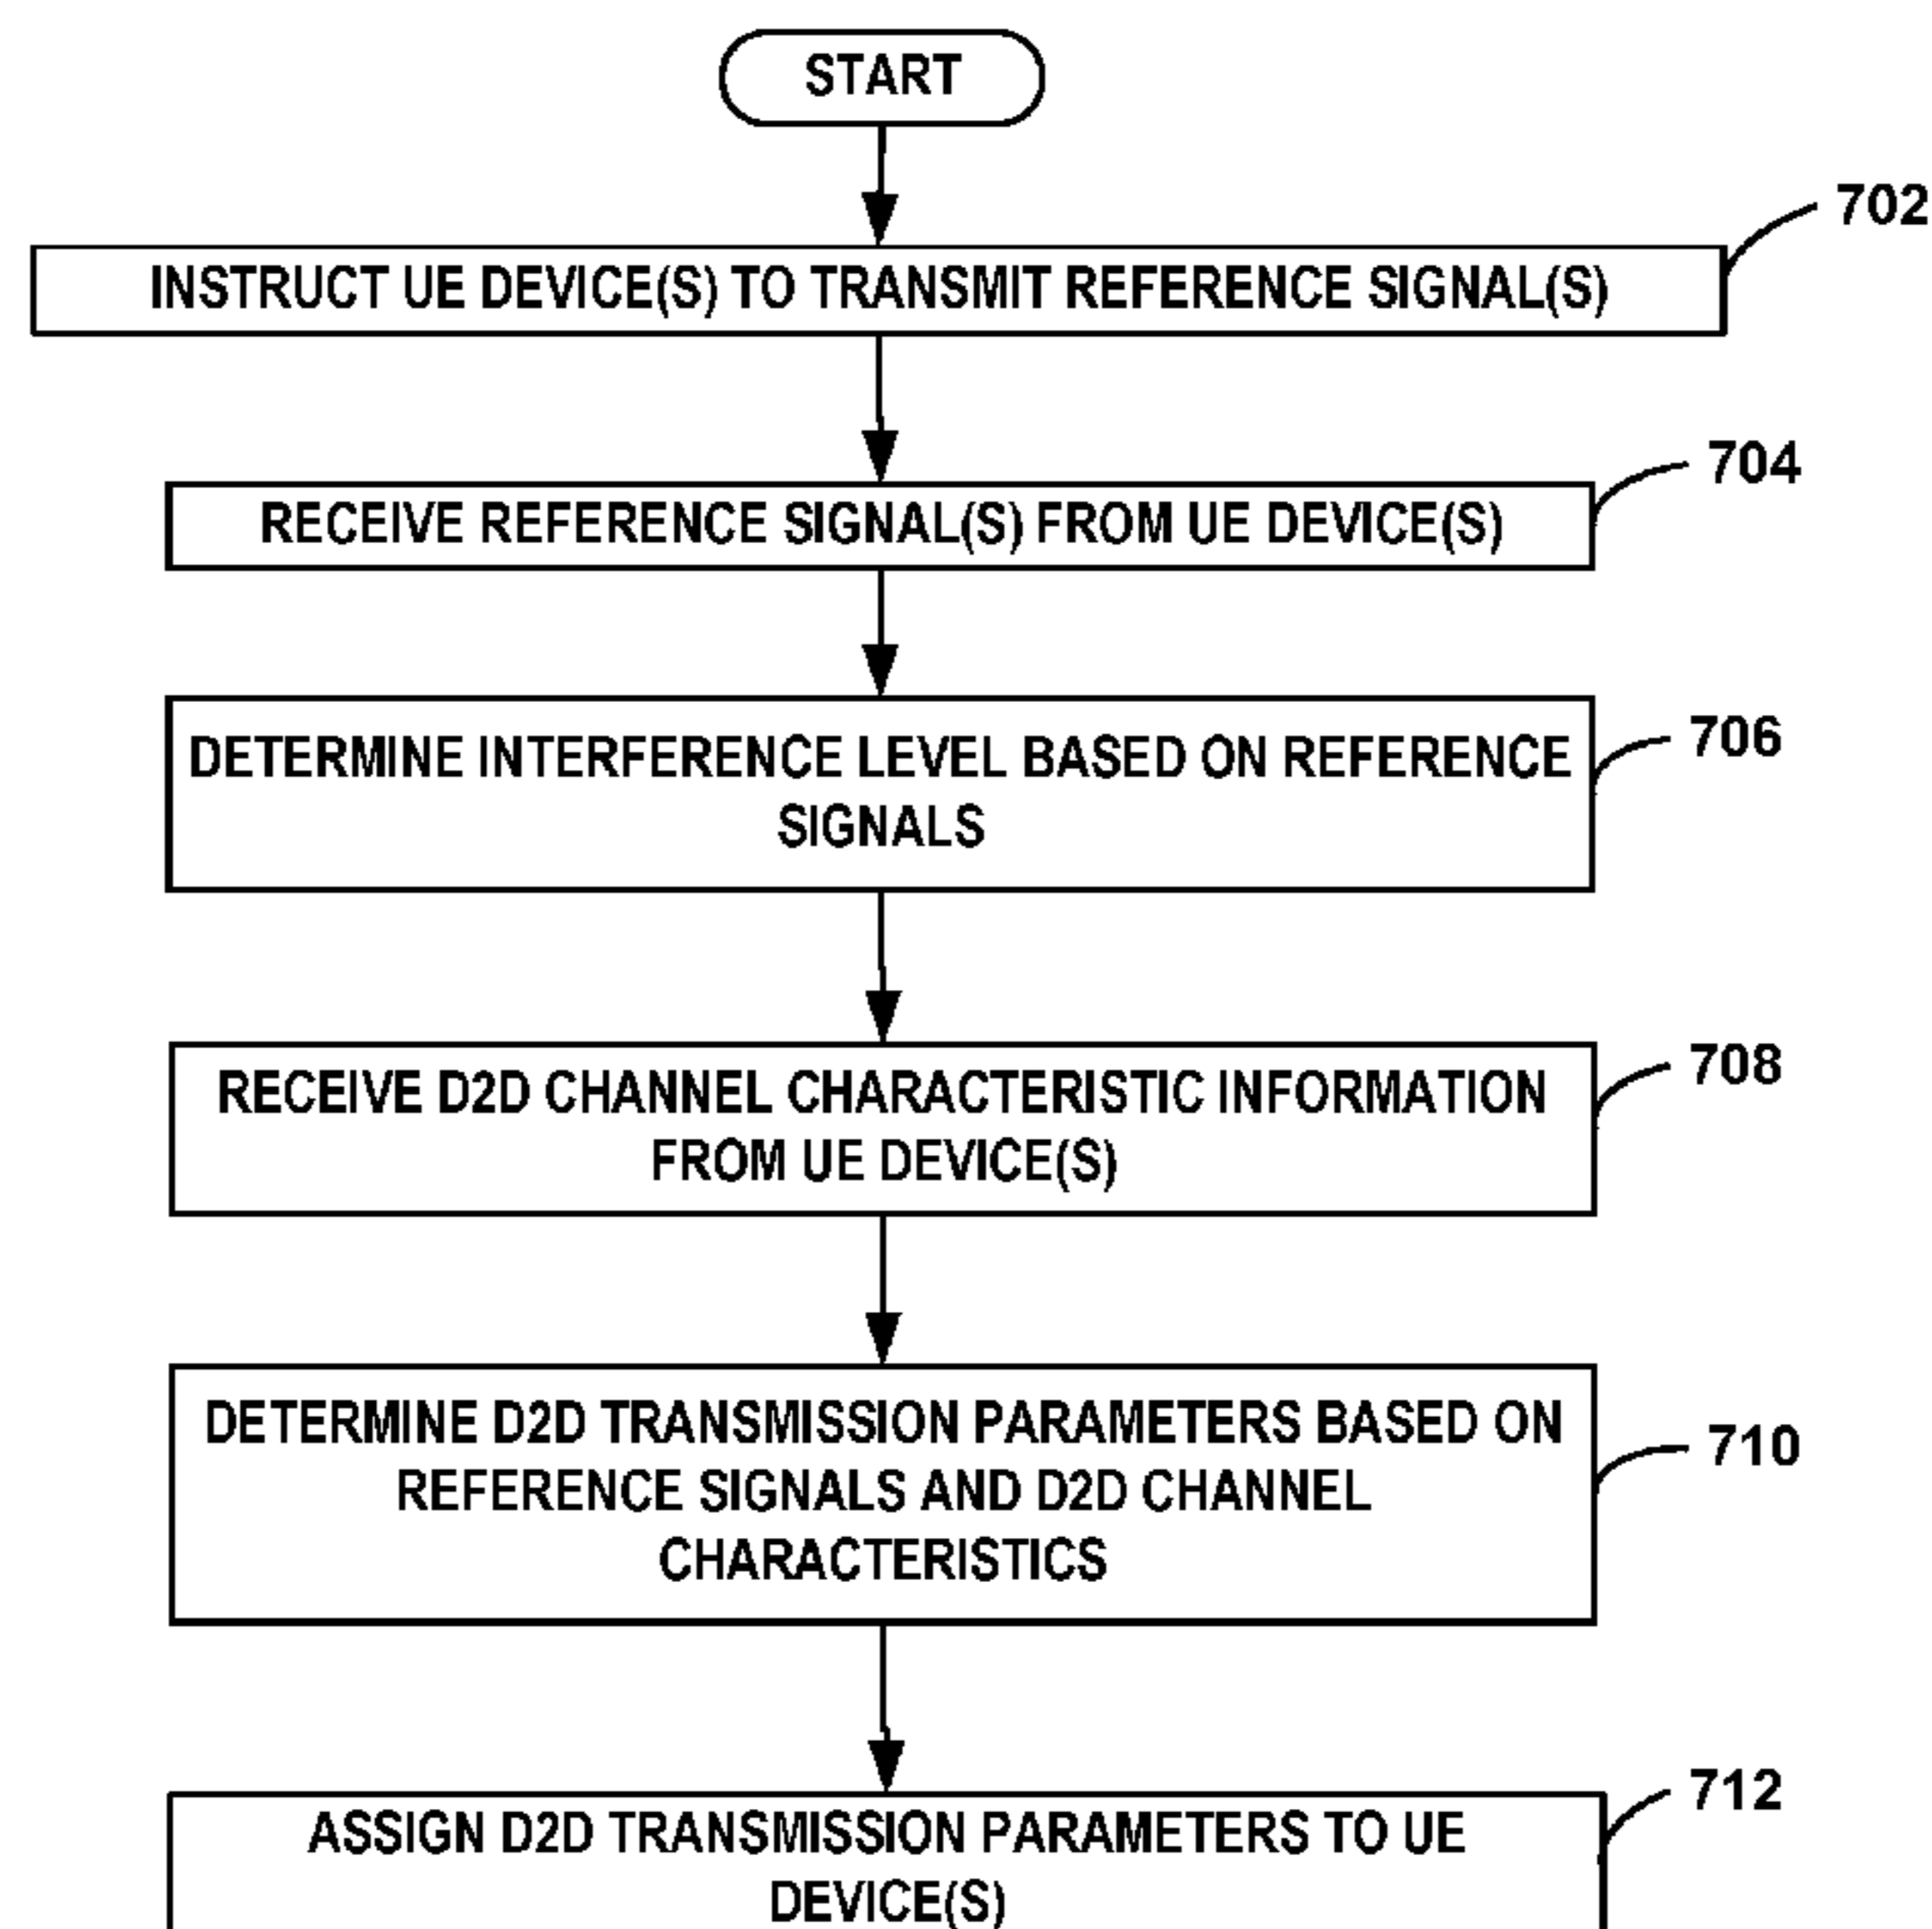 START
702
INSTRUCT UE DEVICE(S) TO TRANSMIT REFERENCE SIGNAL(S)
704
RECEIVE REFERENCE SIGNAL(S) FROM UE DEVICE(S)
706
DETERMINE INTERFERENCE LEVEL BASED ON REFERENCE
SIGNALS
708
RECEIVE D2D CHANNEL CHARACTERISTIC INFORMATION
FROM UE DEVICE(S)
710
DETERMINE D2D TRANSMISSION PARAMETERS BASED ON
REFERENCE SIGNALS AND D2D CHANNEL
CHARACTERISTICS
712
ASSIGN D2D TRANSMISSION PARAMETERS TO UE
DEVICE(S)